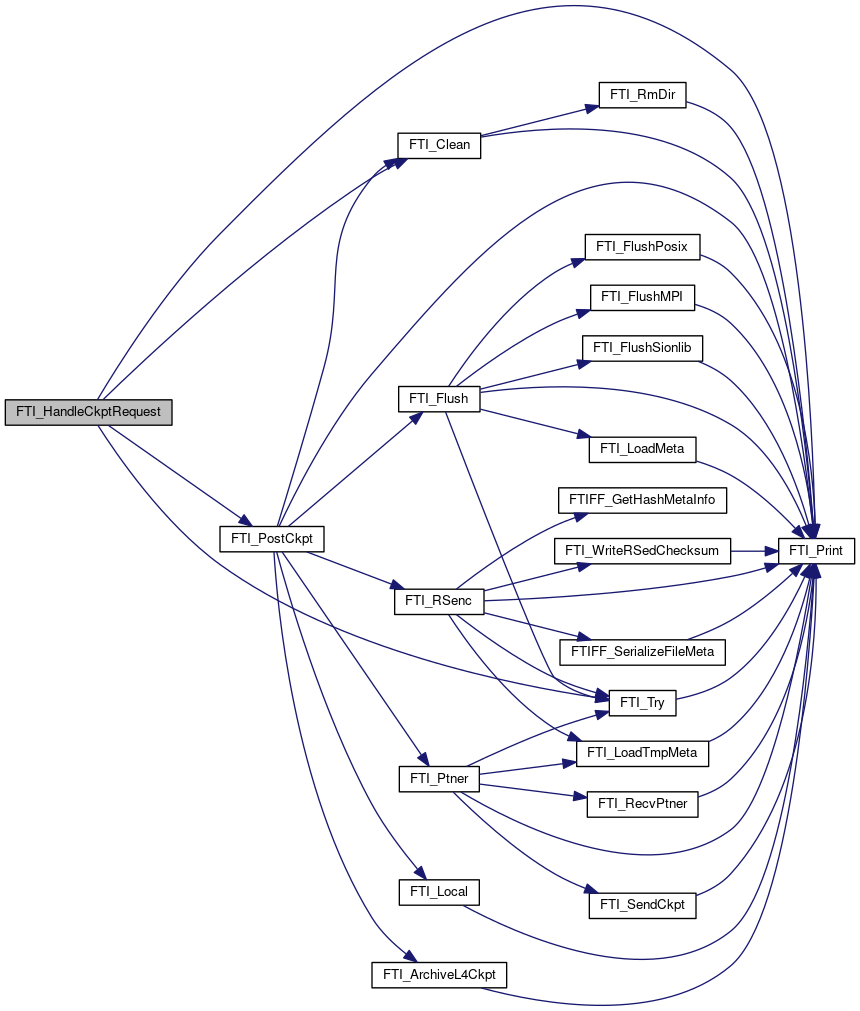 FTI_RmDir
FTI_Clean
FTI_FlushPosix
FTI_FlushMPI
FTI_FlushSionlib
FTI_Flush
FTI_HandleCkptRequest
FTI_LoadMeta
FTIFF_GetHashMetaInfo
FTI_PostCkpt
FTI_WriteRSedChecksum
FTI_Print
FTI_RSenc
FTIFF_SerializeFileMeta
FTI_Try
FTI_LoadTmpMeta
FTI_Ptner
FTI_RecvPtner
FTI_Local
FTI_SendCkpt
FTI_ArchiveL4Ckpt